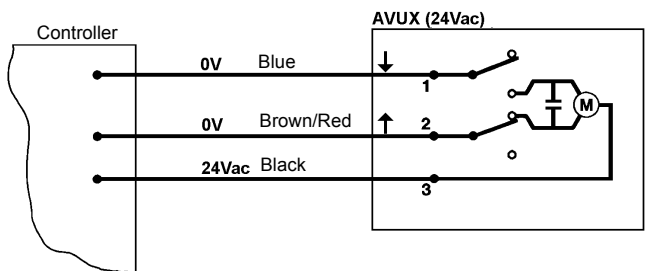 AVUX (24Vac)
Controller
0V Blue
1
0V Brown/Red
2
M
24Vac Black
3